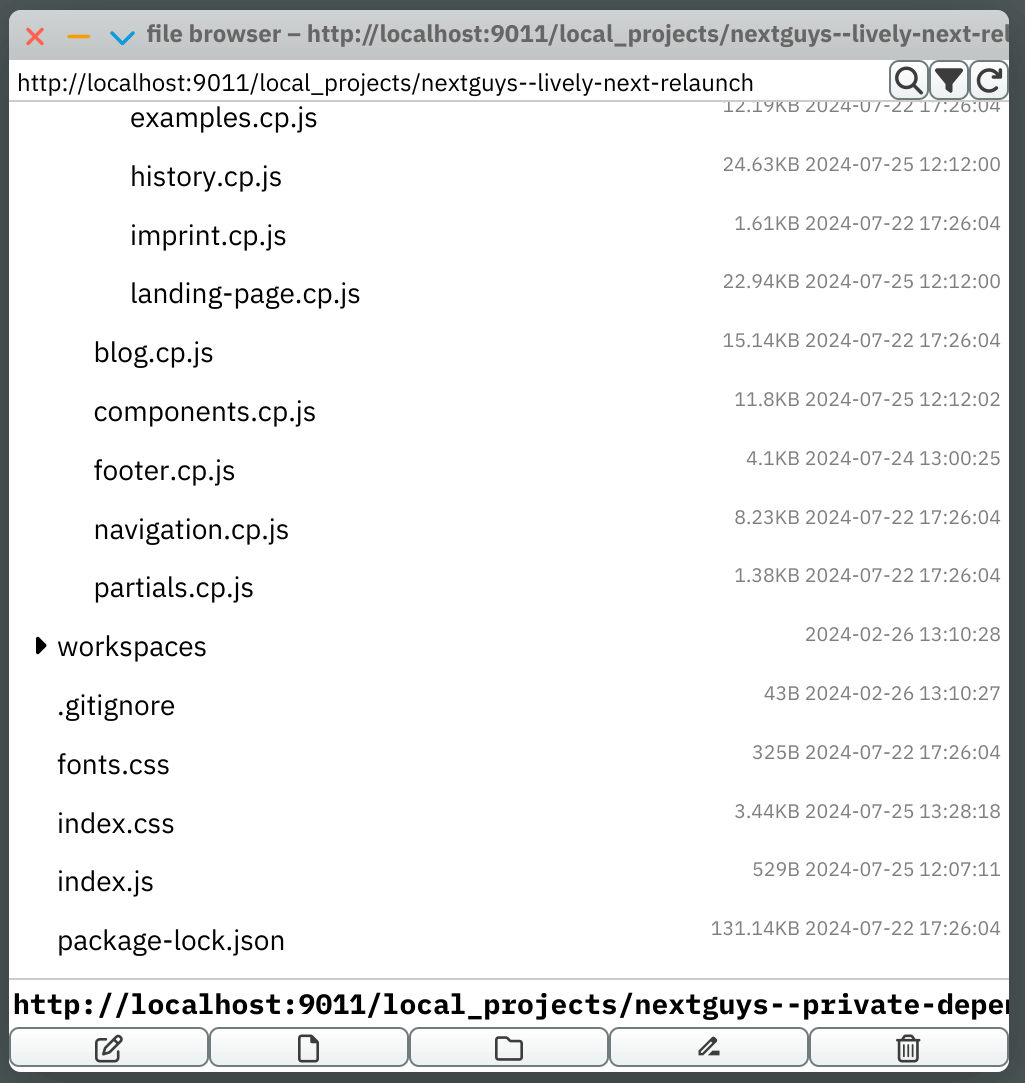 file browser – http://localhost:9011/local_projects/nextguys--lively-next-rel
http://localhost:9011/local_projects/nextguys--lively-next-relaunch
examples.cp.js 12.19KB 2024-07-22 17:26:04
history.cp.js 24.63KB 2024-07-25 12:12:00
imprint.cp.js 1.61KB 2024-07-22 17:26:04
landing-page.cp.js 22.94KB 2024-07-25 12:12:00
blog.cp.js 15.14KB 2024-07-22 17:26:04
components.cp.js 11.8KB 2024-07-25 12:12:02
footer.cp.js 4.1KB 2024-07-24 13:00:25
navigation.cp.js 8.23KB 2024-07-22 17:26:04
partials.cp.js 1.38KB 2024-07-22 17:26:04
workspaces 2024-02-26 13:10:28
.gitignore 43B 2024-02-26 13:10:27
fonts.css 325B 2024-07-22 17:26:04
index.css 3.44KB 2024-07-25 13:28:18
index.js 529B 2024-07-25 12:07:11
package-lock.json 131.14KB 2024-07-22 17:26:04
http://localhost:9011/local_projects/nextguys--private-depen